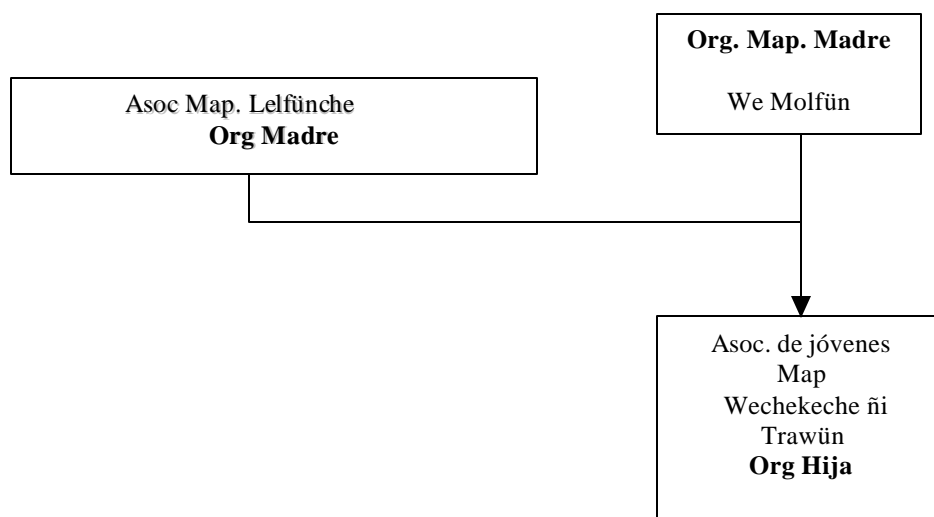 Org. Map. Madre
We Molfün
Asoc Map. Lelfünche
Org Madre
Asoc. de jóvenes
Map
Wechekeche ñi
Trawün
Org Hija